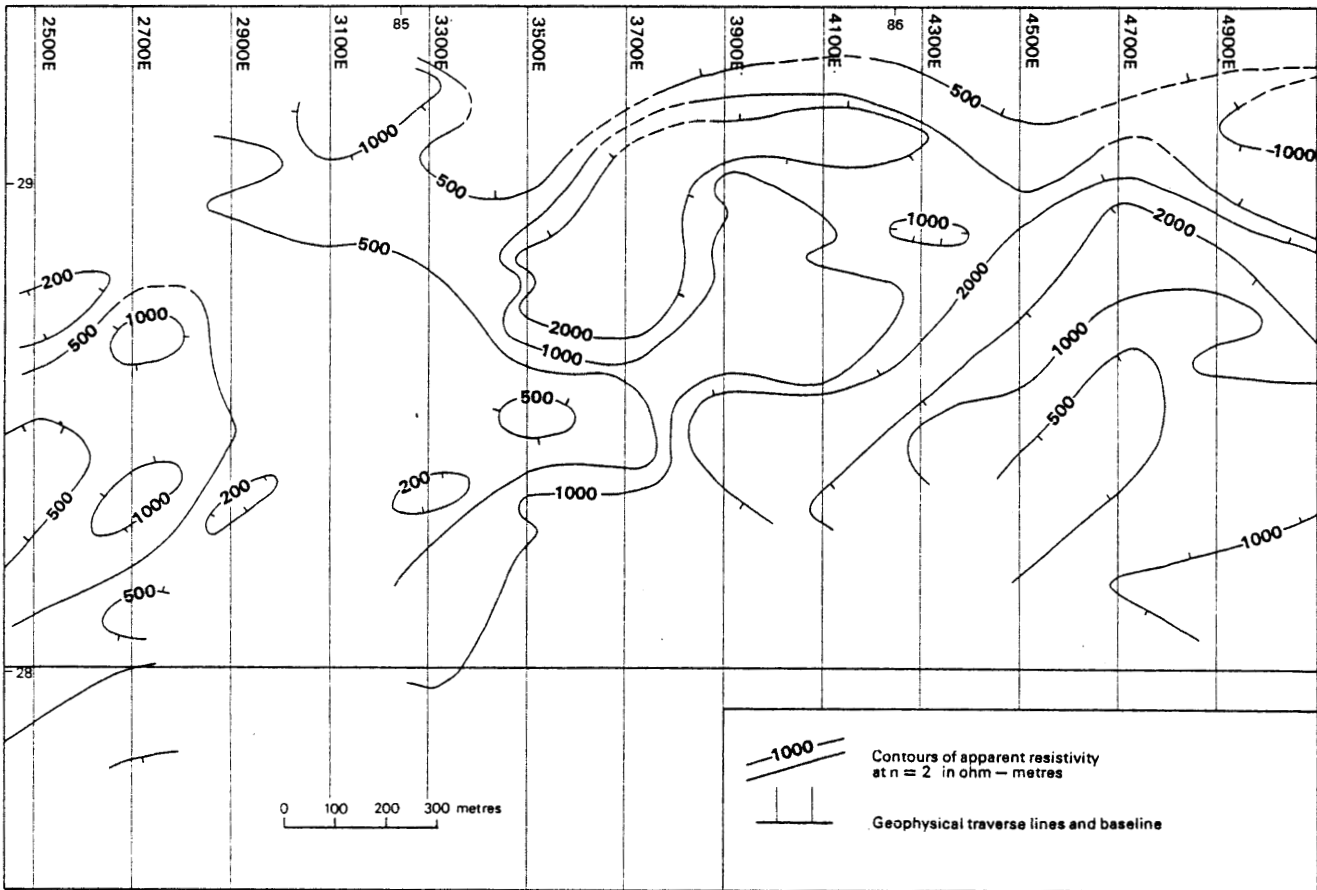 2500E
2700E
2900E
3100E
85
3300E
3500E
3700E
3900E
4100E
86
4300E
4500E
4700E
4900E
500
1000
1000
29
500
1000
2000
500
200
2000
1000
500
2000
1000
1000
500
500
200
200
1000
500
1000
1000
500
28
1000
Contours of apparent resistivity
at n = 2 in ohm – metres
0 100 200 300 metres
Geophysical traverse lines and baseline